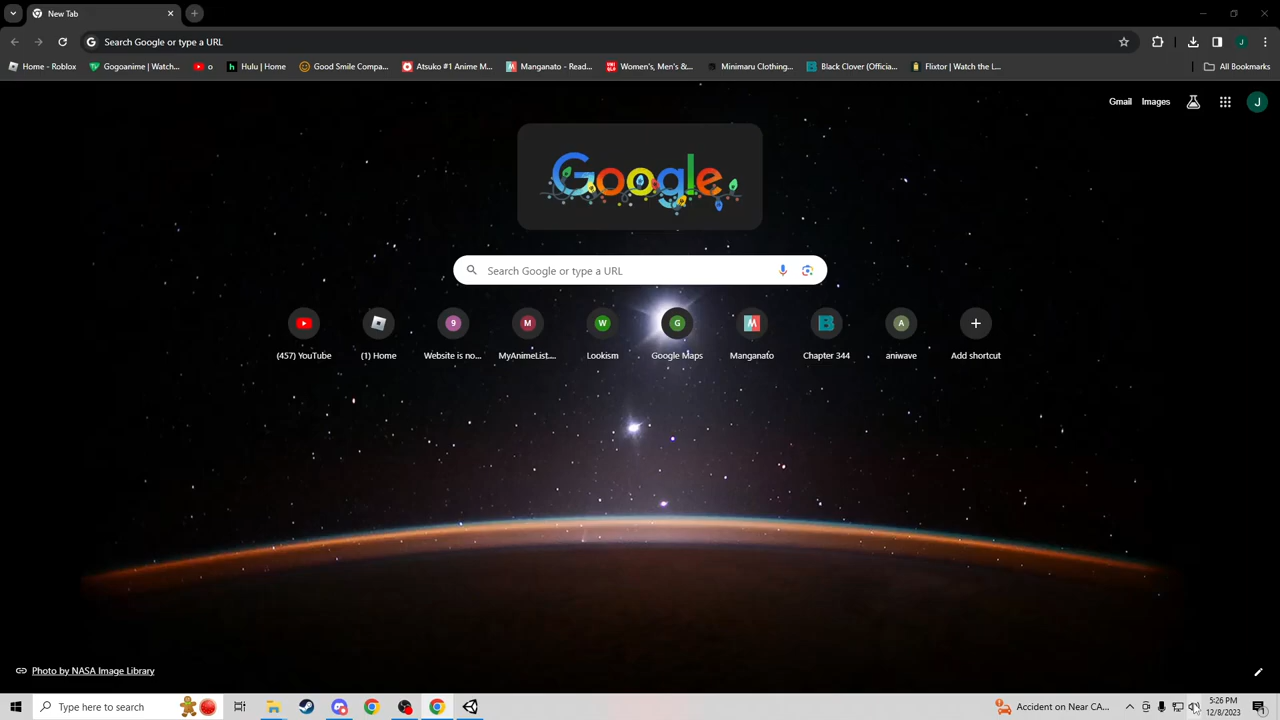 New Tab
Search Google or type a URL
Home - Roblox
Gogoanime | Watch...
o
Hulu | Home
Good Smile Compa...
Atsuko #1 Anime M...
Manganato - Read...
Women's, Men's &...
Minimaru Clothing...
Black Clover (Officia...
Flixtor | Watch the L...
All Bookmarks
Gmail
Images
J
Google
Search Google or type a URL
9
M
W
G
A
(457) YouTube
(1) Home
Website is no...
MyAnimeList....
Lookism
Google Maps
Manganato
Chapter 344
aniwave
Add shortcut
Photo by NASA Image Library
Type here to search
Accident on Near CA...
5:26 PM
12/8/2023